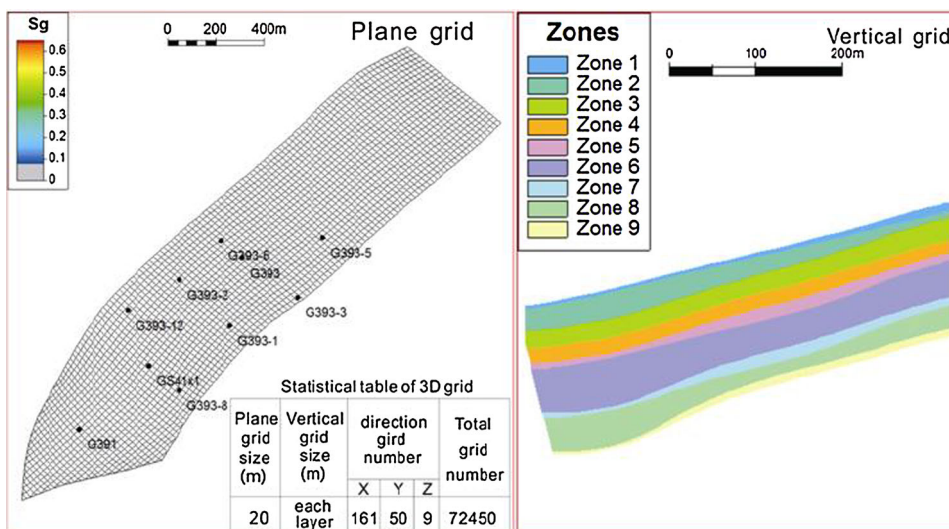 Sg
0.6
0.5
0.4
0.3
0.2
0.1
0
0 200 400m
Plane grid
G393-6
G393
G393-5
G393-2
G393-3
G393-12
G393-1
GS41x1
G393-8
G391
Statistical table of 3D grid
Plane grid size (m)
Vertical grid size (m)
direction gird number
Total grid number
X Y Z
20 each layer 161 50 9 72450
Zones
Zone 1
Zone 2
Zone 3
Zone 4
Zone 5
Zone 6
Zone 7
Zone 8
Zone 9
Vertical grid
0 100 200m